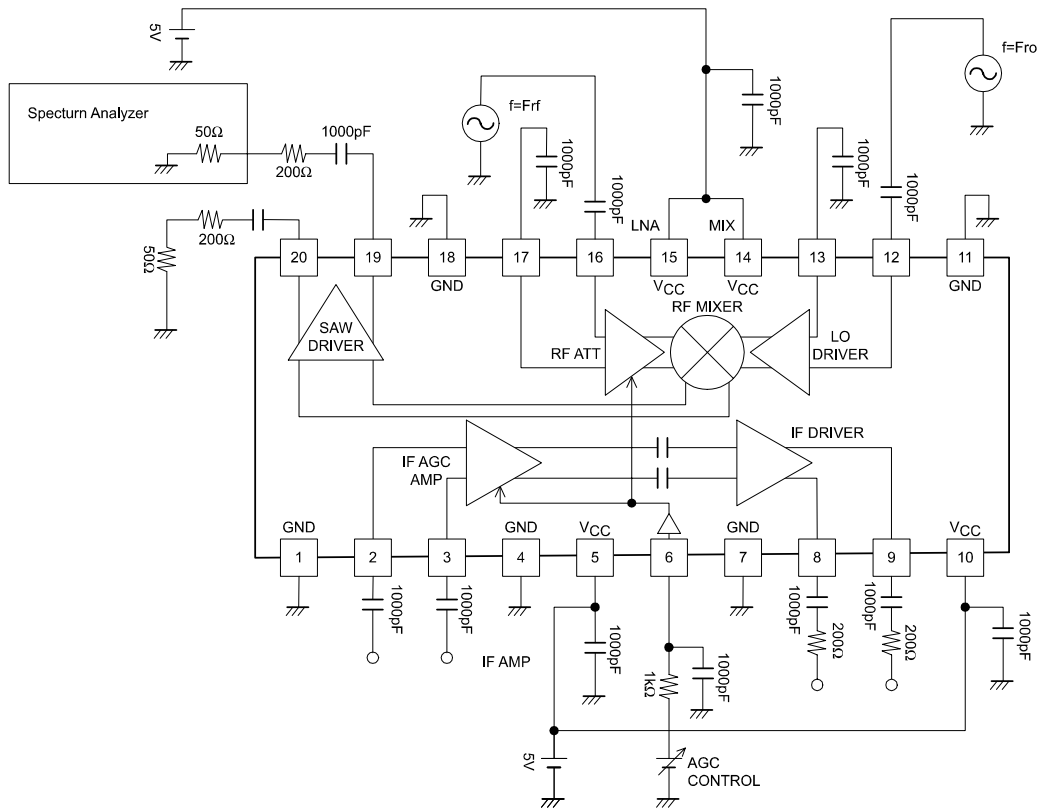 5V
1000pF
f=Fro
Specturn Analyzer
f=Frf
50Ω
1000pF
200Ω
1000pF
1000pF
1000pF
1000pF
200Ω
50Ω
LNA
MIX
20
19
18
17
16
15
14
13
12
11
GND
VCC
VCC
GND
SAW
DRIVER
RF MIXER
RF ATT
LO
DRIVER
IF AGC
AMP
IF DRIVER
GND
GND
VCC
GND
VCC
1
2
3
4
5
6
7
8
9
10
1000pF
1000pF
IF AMP
1000pF
1000pF
1kΩ
1000pF
200Ω
1000pF
200Ω
1000pF
5V
AGC
CONTROL